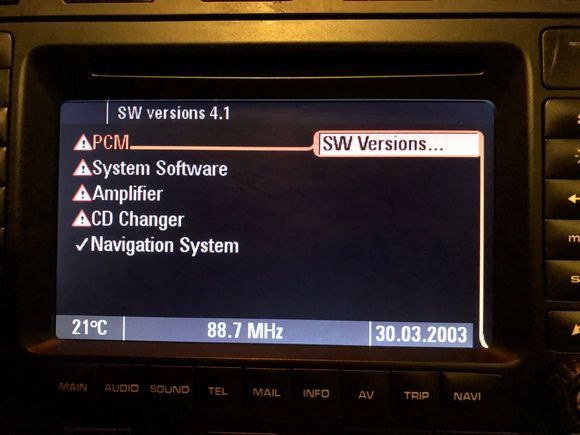 SW versions 4.1
PCM SW Versions...
System Software
Amplifier
CD Changer
Navigation System
21°C 88.7 MHz 30.03.2003
MAIN AUDIO SOUND TEL MAIL INFO AV TRIP NAVI